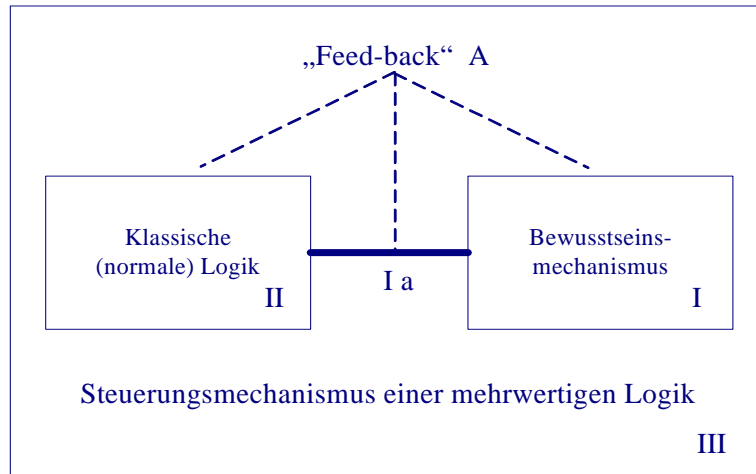 „Feed-back“ A
Klassische
(normale) Logik
II
I a
Bewusstseins-
mechanismus
I
Steuerungsmechanismus einer mehrwertigen Logik
III